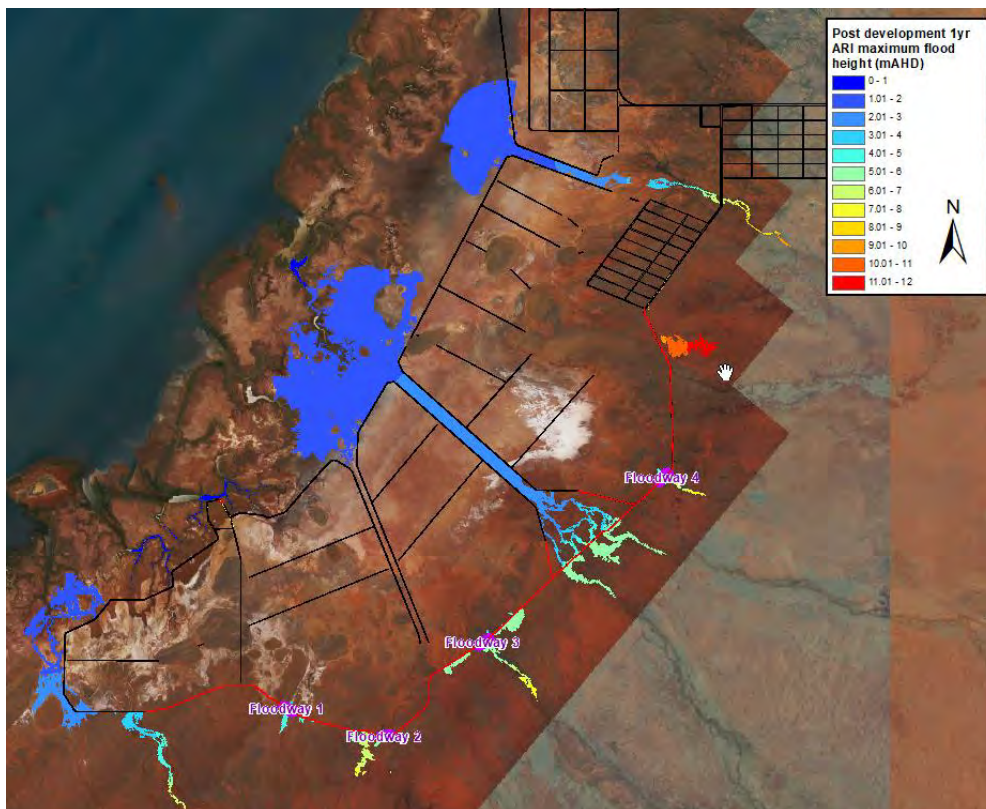 Post development 1yr
ARI maximum flood
height (mAHD)
0 - 1
1.01 - 2
2.01 - 3
3.01 - 4
4.01 - 5
5.01 - 6
6.01 - 7
7.01 - 8
8.01 - 9
9.01 - 10
10.01 - 11
11.01 - 12
N
Floodway 4
Floodway 3
Floodway 1
Floodway 2